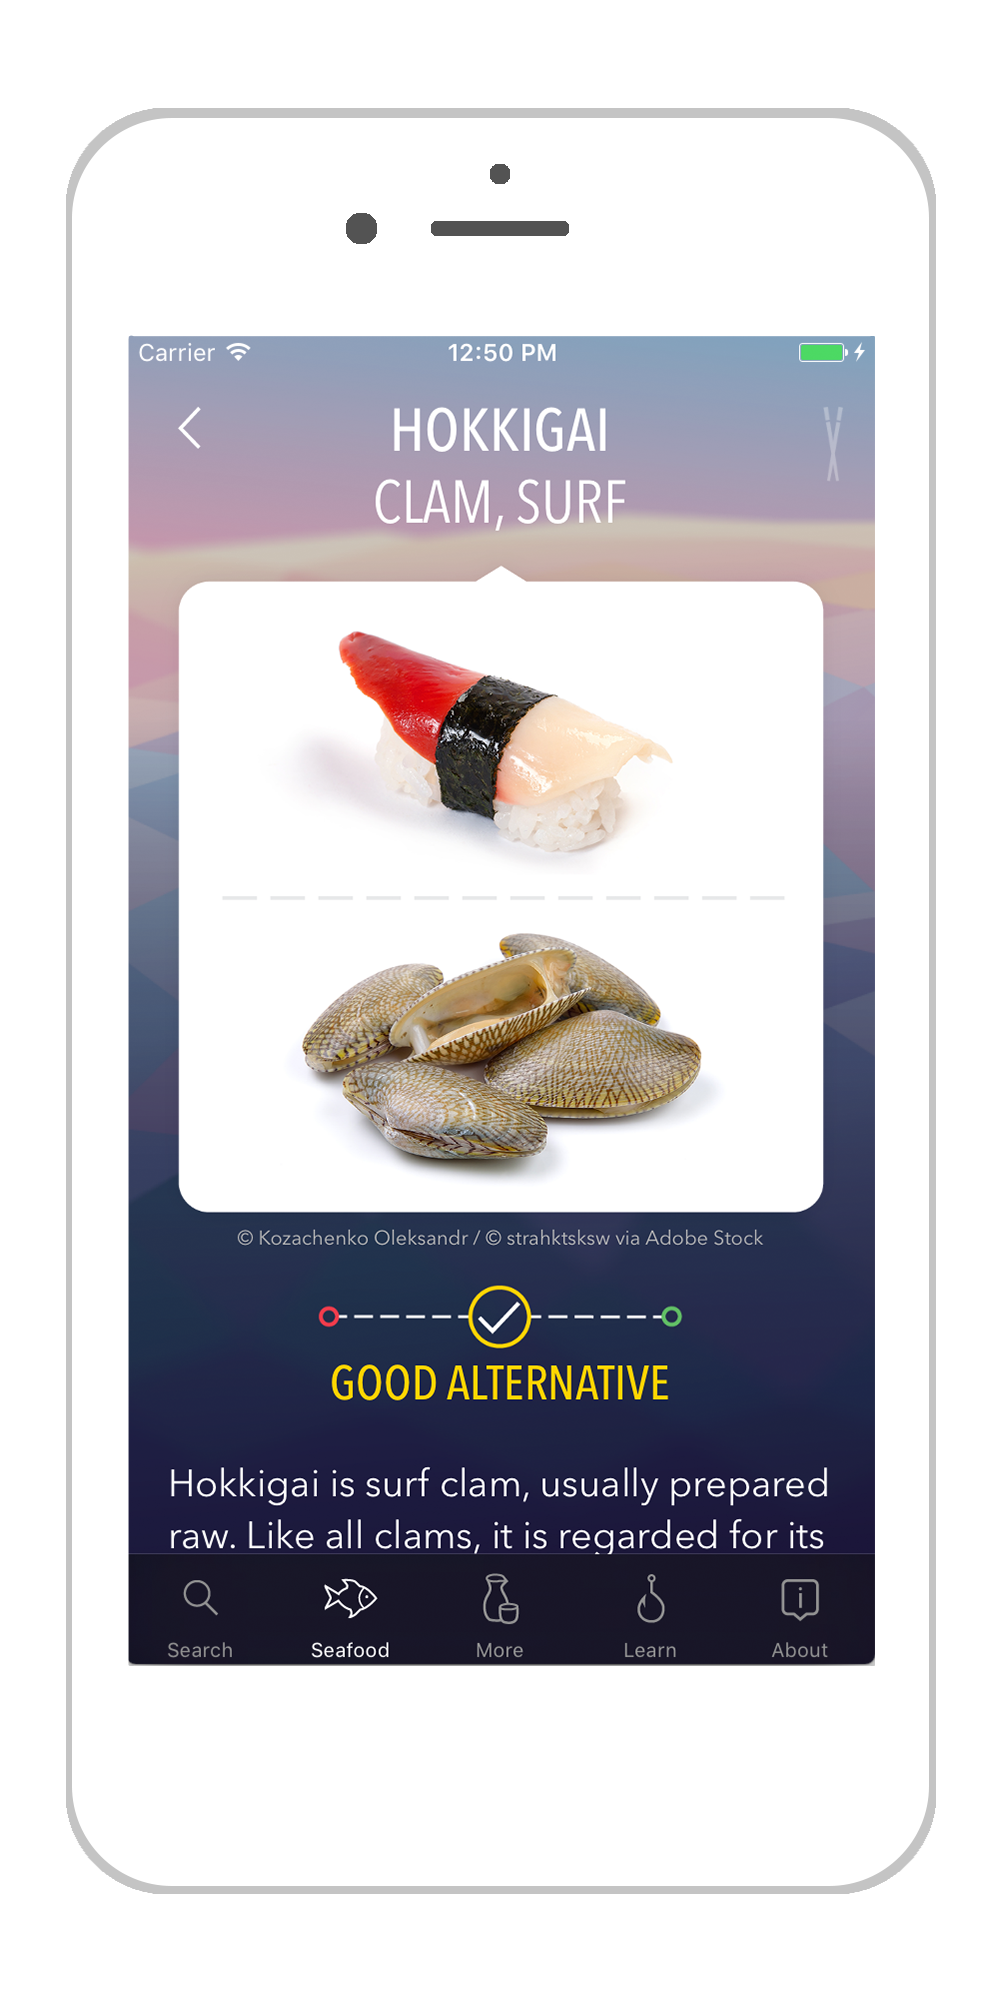 Carrier 12:50 PM
HOKKIGAI
CLAM, SURF
© Kozachenko Oleksandr / © strahktsksw via Adobe Stock
GOOD ALTERNATIVE
Hokkigai is surf clam, usually prepared
raw. Like all clams, it is regarded for its
Search Seafood More Learn About